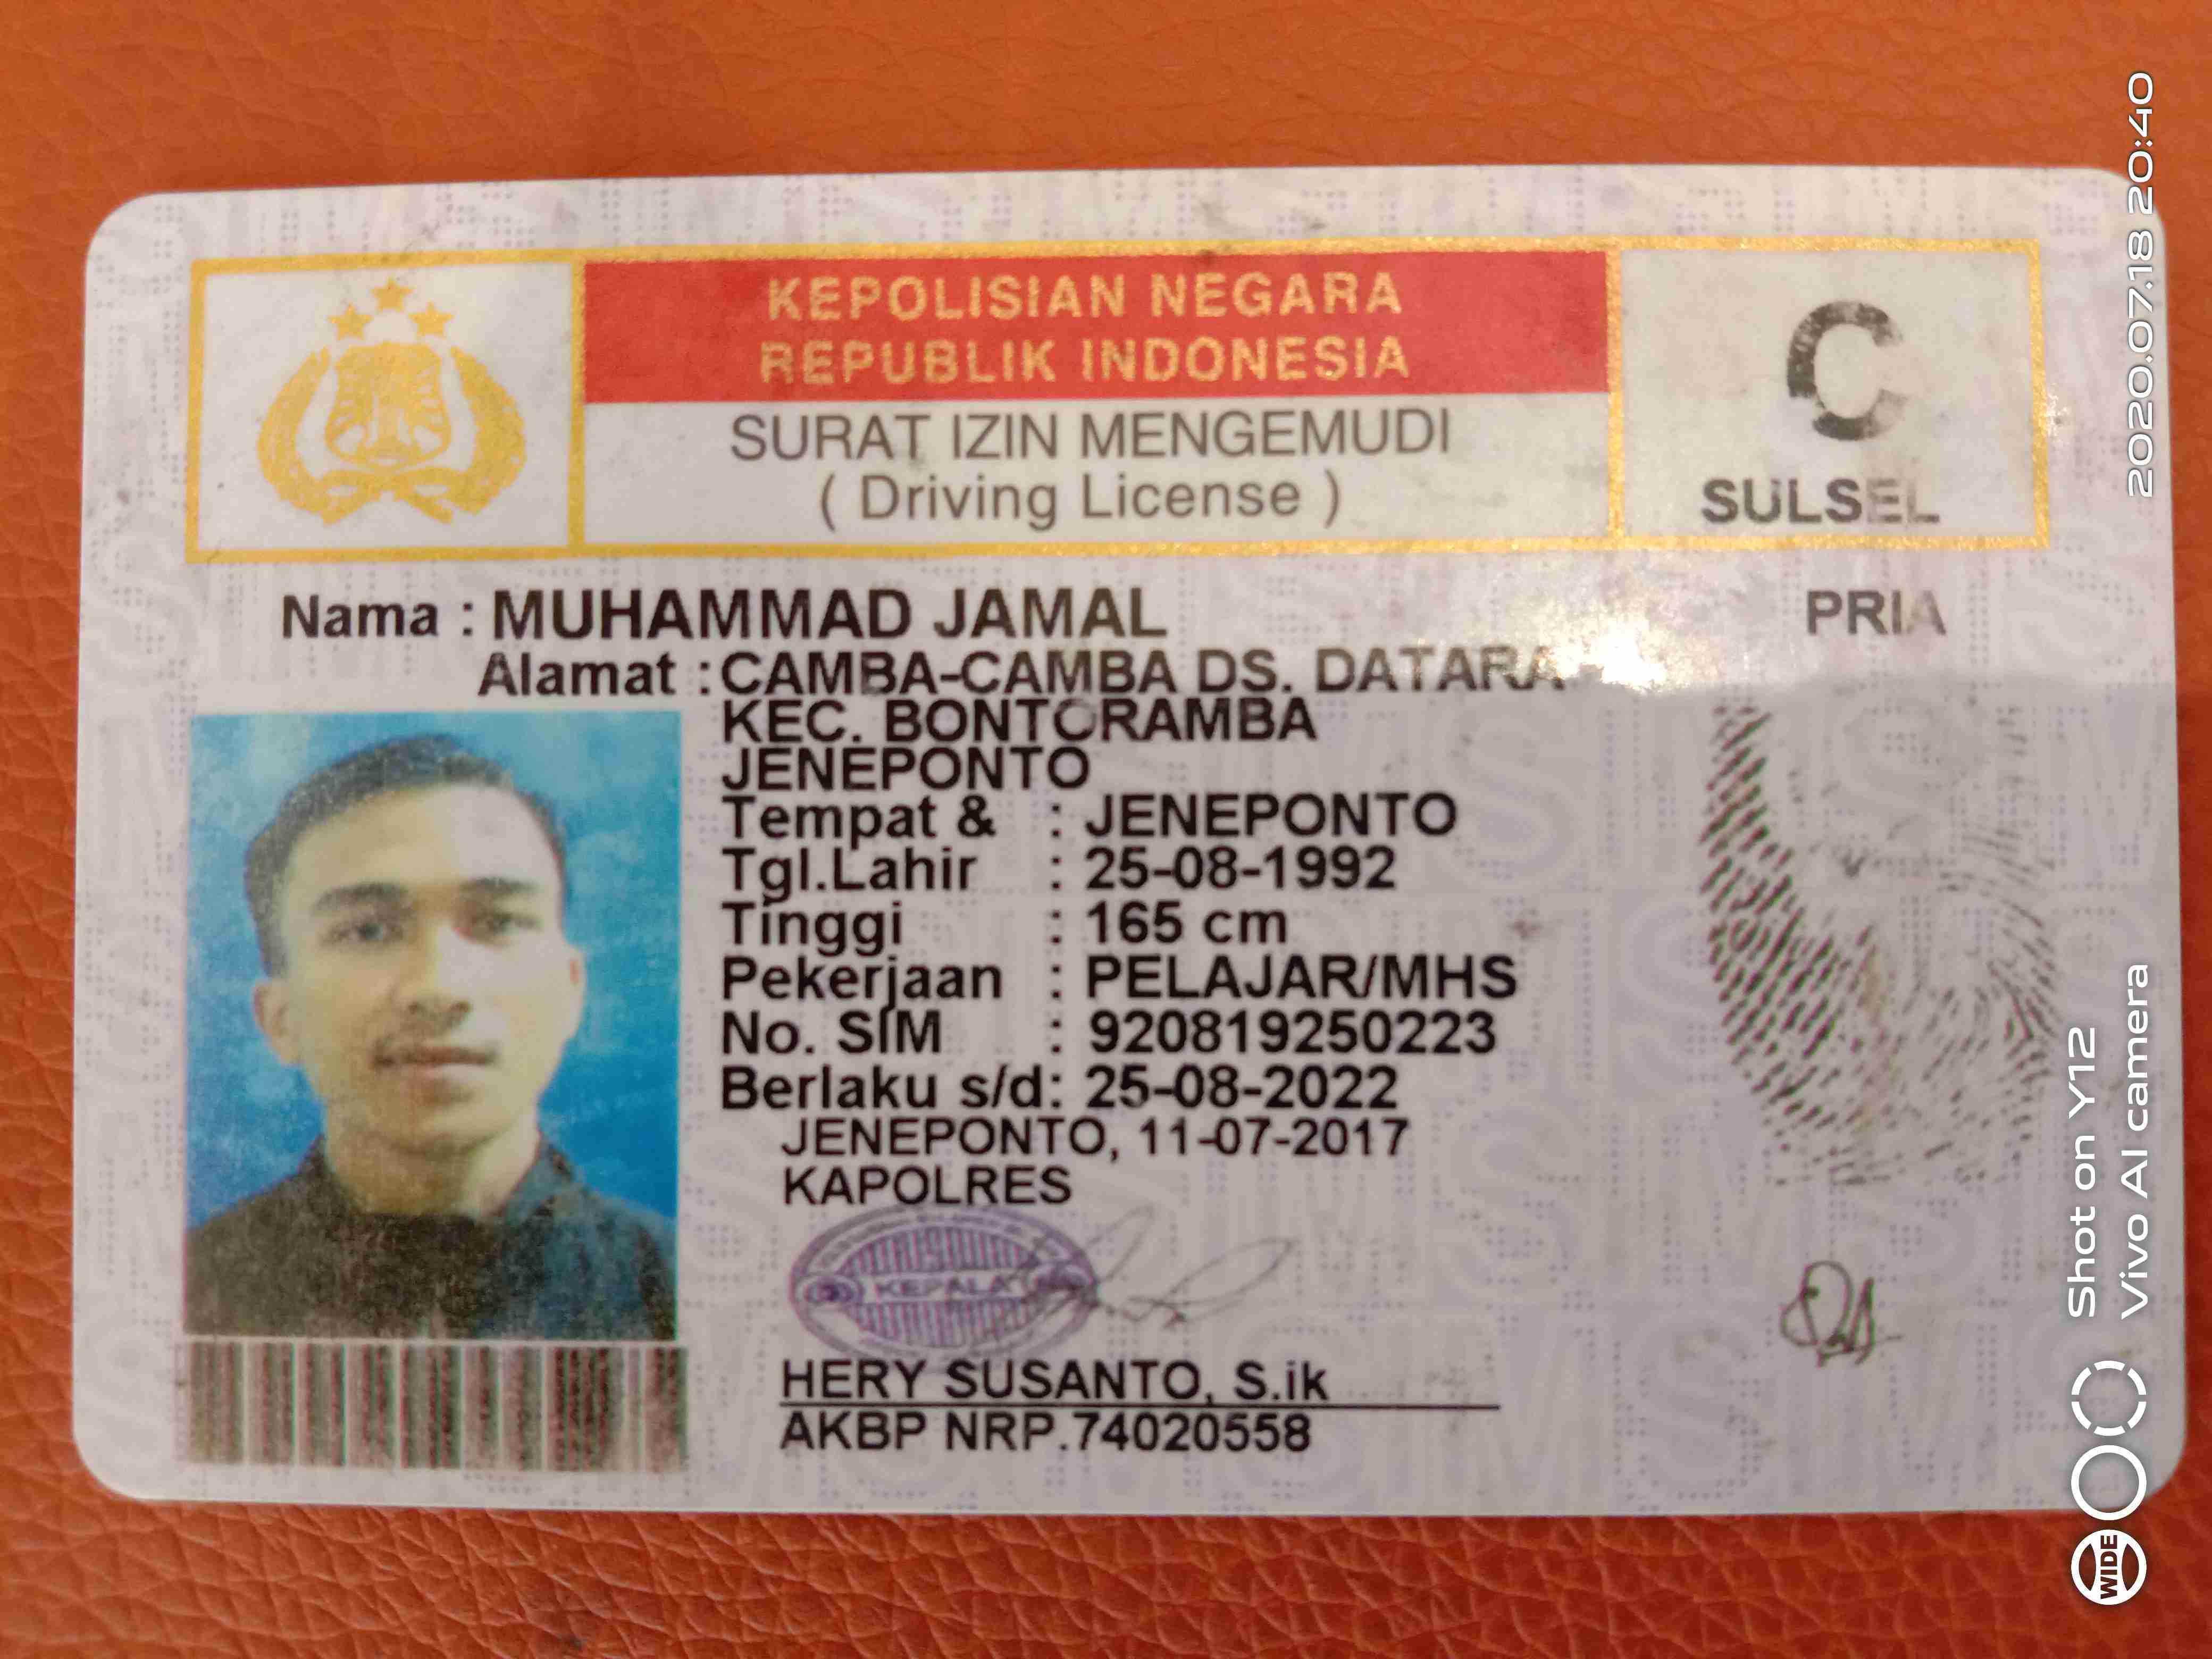 KEPOLISIAN NEGARA
REPUBLIK INDONESIA
SURAT IZIN MENGEMUDI
( Driving License )
C
SULSEL
Nama : MUHAMMAD JAMAL
PRIA
Alamat : CAMBA-CAMBA DS. DATARA
KEC. BONTORAMBA
JENEPONTO
Tempat & : JENEPONTO
Tgl.Lahir : 25-08-1992
Tinggi : 165 cm
Pekerjaan : PELAJAR/MHS
No. SIM : 920819250223
Berlaku s/d: 25-08-2022
JENEPONTO, 11-07-2017
KAPOLRES
KEPALA
HERY SUSANTO, S.ik
AKBP NRP.74020558
2020.07.18 20:40
Shot on Y12
Vivo AI camera
WIDE